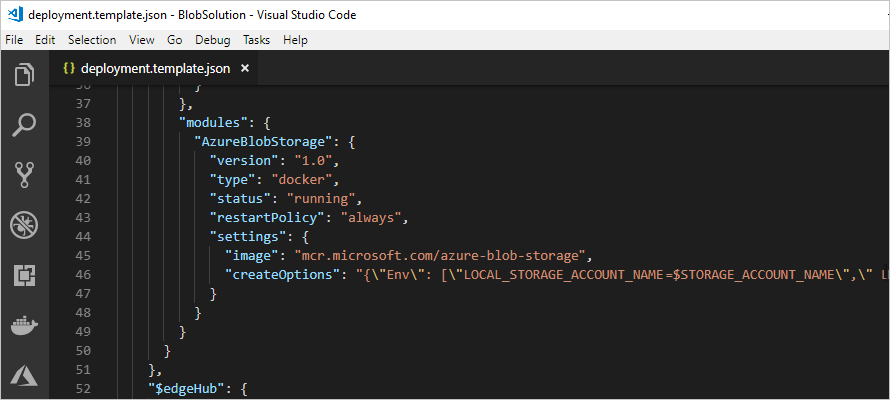 deployment.template.json - BlobSolution - Visual Studio Code
File Edit Selection View Go Debug Tasks Help
{} deployment.template.json ×
36 }
37 },
38 "modules": {
39 "AzureBlobStorage": {
40 "version": "1.0",
41 "type": "docker",
42 "status": "running",
43 "restartPolicy": "always",
44 "settings": {
45 "image": "mcr.microsoft.com/azure-blob-storage",
46 "createOptions": "{\"Env\": [\"LOCAL_STORAGE_ACCOUNT_NAME=$STORAGE_ACCOUNT_NAME\",\"
47 }
48 }
49 }
50 }
51 },
52 "$edgeHub": {